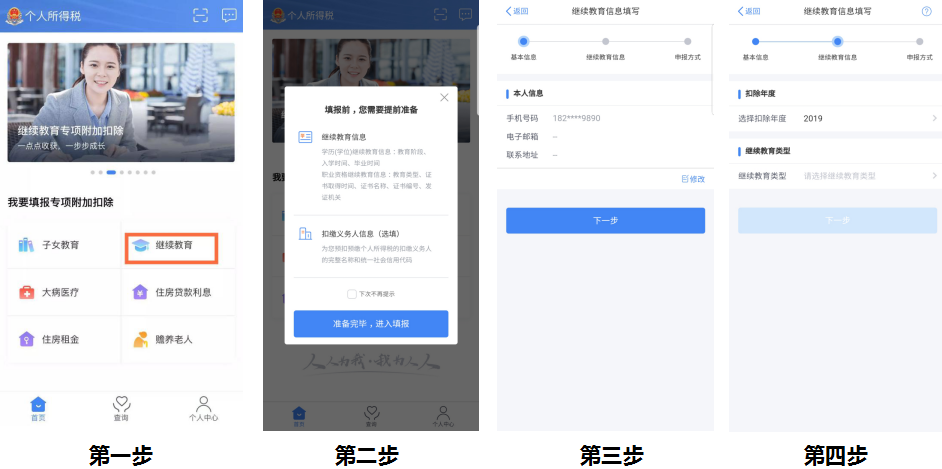 个人所得税
继续教育专项附加扣除
一点点收获，一步步成长
我要填报专项附加扣除
子女教育
继续教育
大病医疗
住房贷款利息
住房租金
赡养老人
首页
查询
个人中心
第一步
个人所得税
填报前，您需要提前准备
继续教育信息
学历(学位)继续教育信息：教育阶段、
入学时间、毕业时间
职业资格继续教育信息：教育类型、证
书取得时间、证书名称、证书编号、发
证机关
扣缴义务人信息（选填）
为您预扣预缴个人所得税的扣缴义务人
的完整名称和统一社会信用代码
下次不再提示
准备完毕，进入填报
人人为我·我为人人
首页
查询
个人中心
第二步
返回
继续教育信息填写
基本信息
继续教育信息
申报方式
本人信息
手机号码 182****9890
电子邮箱 --
联系地址 --
修改
下一步
第三步
返回
继续教育信息填写
基本信息
继续教育信息
申报方式
扣除年度
选择扣除年度 2019
继续教育类型
继续教育类型 请选择继续教育类型
下一步
第四步